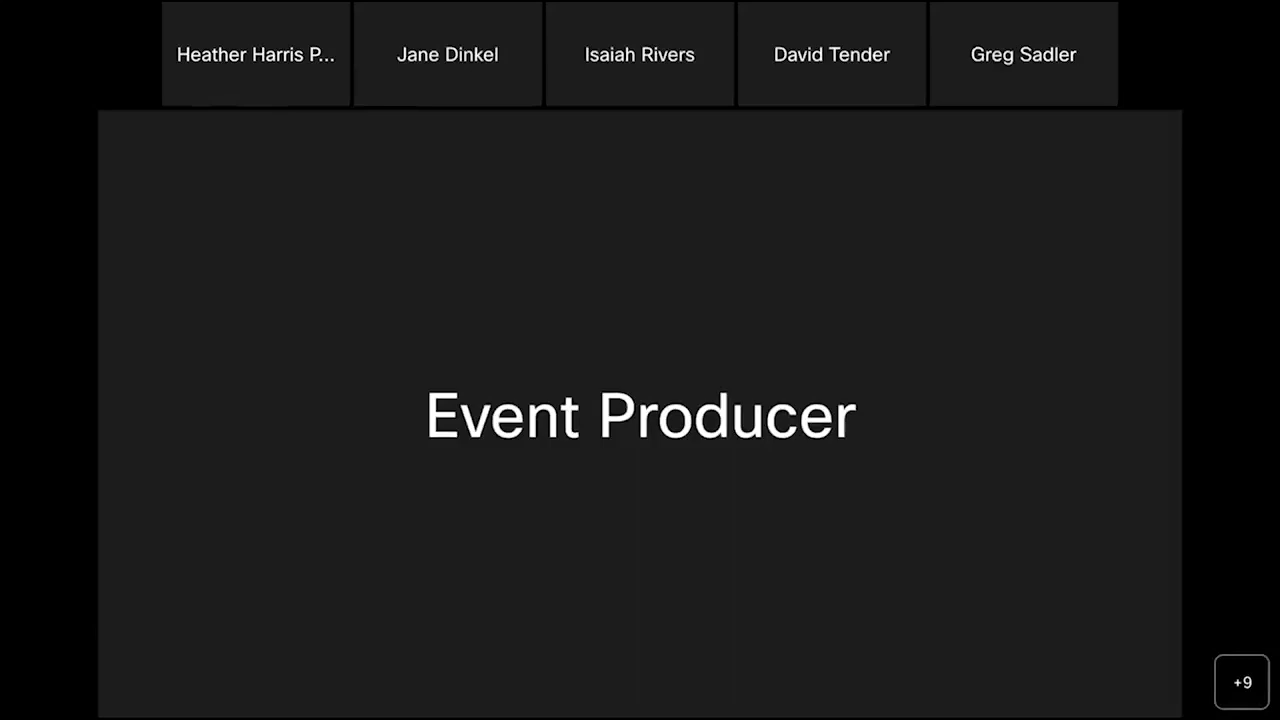 Heather Harris P...
Jane Dinkel
Isaiah Rivers
David Tender
Greg Sadler
Event Producer
+9